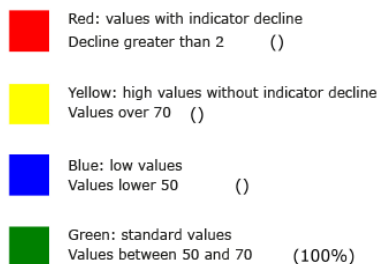 Red: values with indicator decline
Decline greater than 2 ()
Yellow: high values without indicator decline
Values over 70 ()
Blue: low values
Values lower 50 ()
Green: standard values
Values between 50 and 70 (100%)